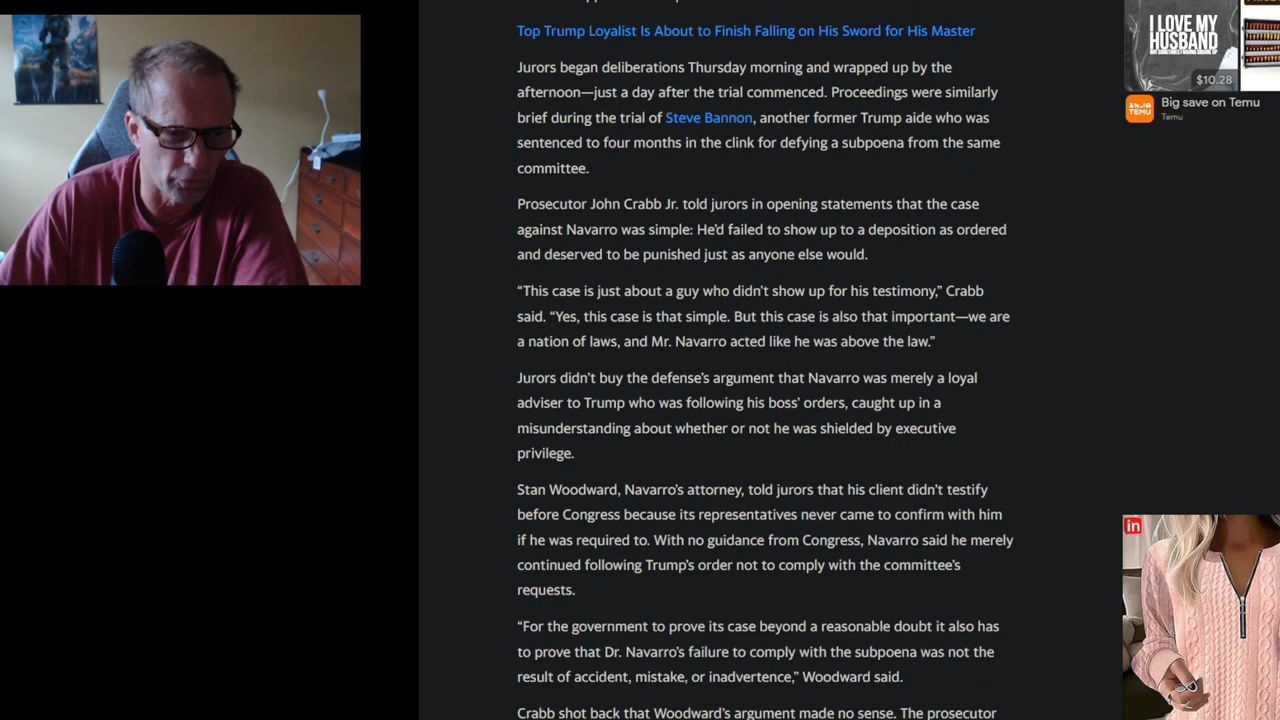 Top Trump Loyalist Is About to Finish Falling on His Sword for His Master
Jurors began deliberations Thursday morning and wrapped up by the
afternoon—just a day after the trial commenced. Proceedings were similarly
brief during the trial of Steve Bannon, another former Trump aide who was
sentenced to four months in the clink for defying a subpoena from the same
committee.
Prosecutor John Crabb Jr. told jurors in opening statements that the case
against Navarro was simple: He'd failed to show up to a deposition as ordered
and deserved to be punished just as anyone else would.
“This case is just about a guy who didn't show up for his testimony,” Crabb
said. “Yes, this case is that simple. But this case is also that important—we are
a nation of laws, and Mr. Navarro acted like he was above the law.”
Jurors didn't buy the defense's argument that Navarro was merely a loyal
adviser to Trump who was following his boss' orders, caught up in a
misunderstanding about whether or not he was shielded by executive
privilege.
Stan Woodward, Navarro's attorney, told jurors that his client didn't testify
before Congress because its representatives never came to confirm with him
if he was required to. With no guidance from Congress, Navarro said he merely
continued following Trump's order not to comply with the committee's
requests.
“For the government to prove its case beyond a reasonable doubt it also has
to prove that Dr. Navarro's failure to comply with the subpoena was not the
result of accident, mistake, or inadvertence,” Woodward said.
Crabb shot back that Woodward's argument made no sense. The prosecutor
I LOVE MY
HUSBAND
$10.28
TEMU
Big save on Temu
Temu
in